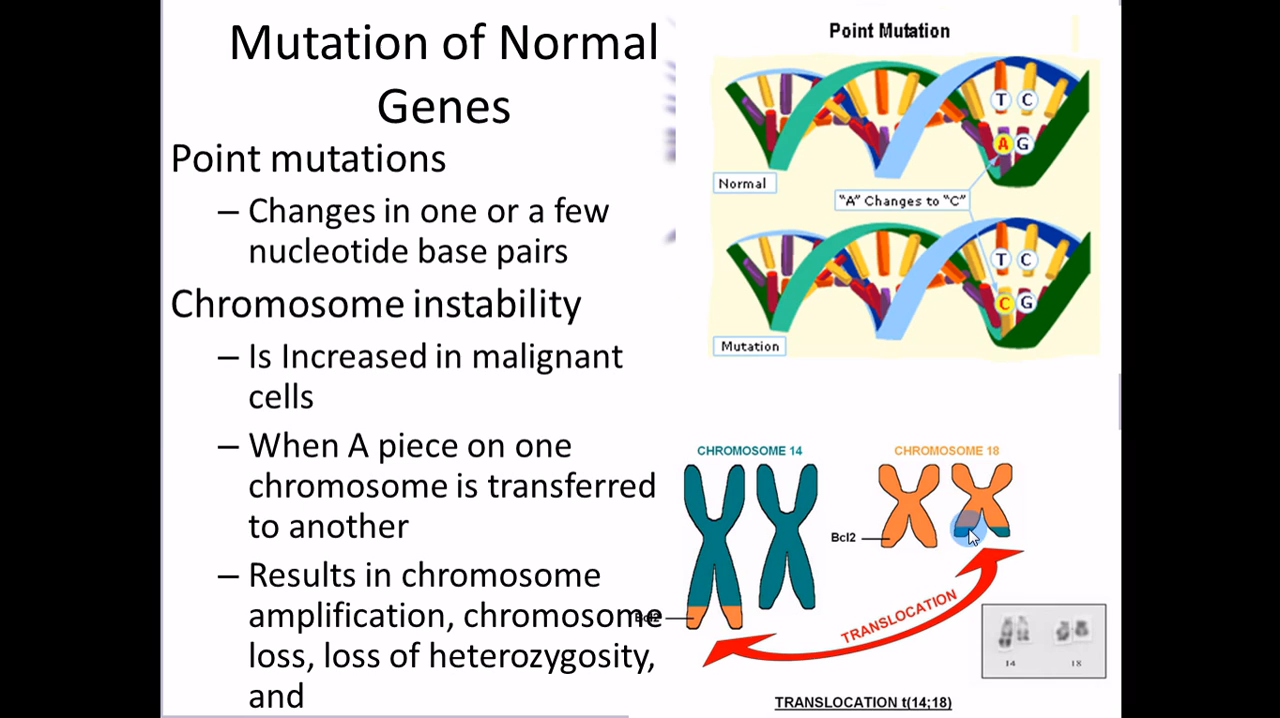 Mutation of Normal
Genes
Point mutations
– Changes in one or a few
nucleotide base pairs
Chromosome instability
– Is Increased in malignant
cells
– When A piece on one
chromosome is transferred
to another
– Results in chromosome
amplification, chromosome
loss, loss of heterozygosity,
and
Point Mutation
T C
A G
Normal
"A" Changes to "C"
T C
C G
Mutation
CHROMOSOME 14
CHROMOSOME 18
Bcl2
Bcl2
TRANSLOCATION
14 18
TRANSLOCATION t(14;18)